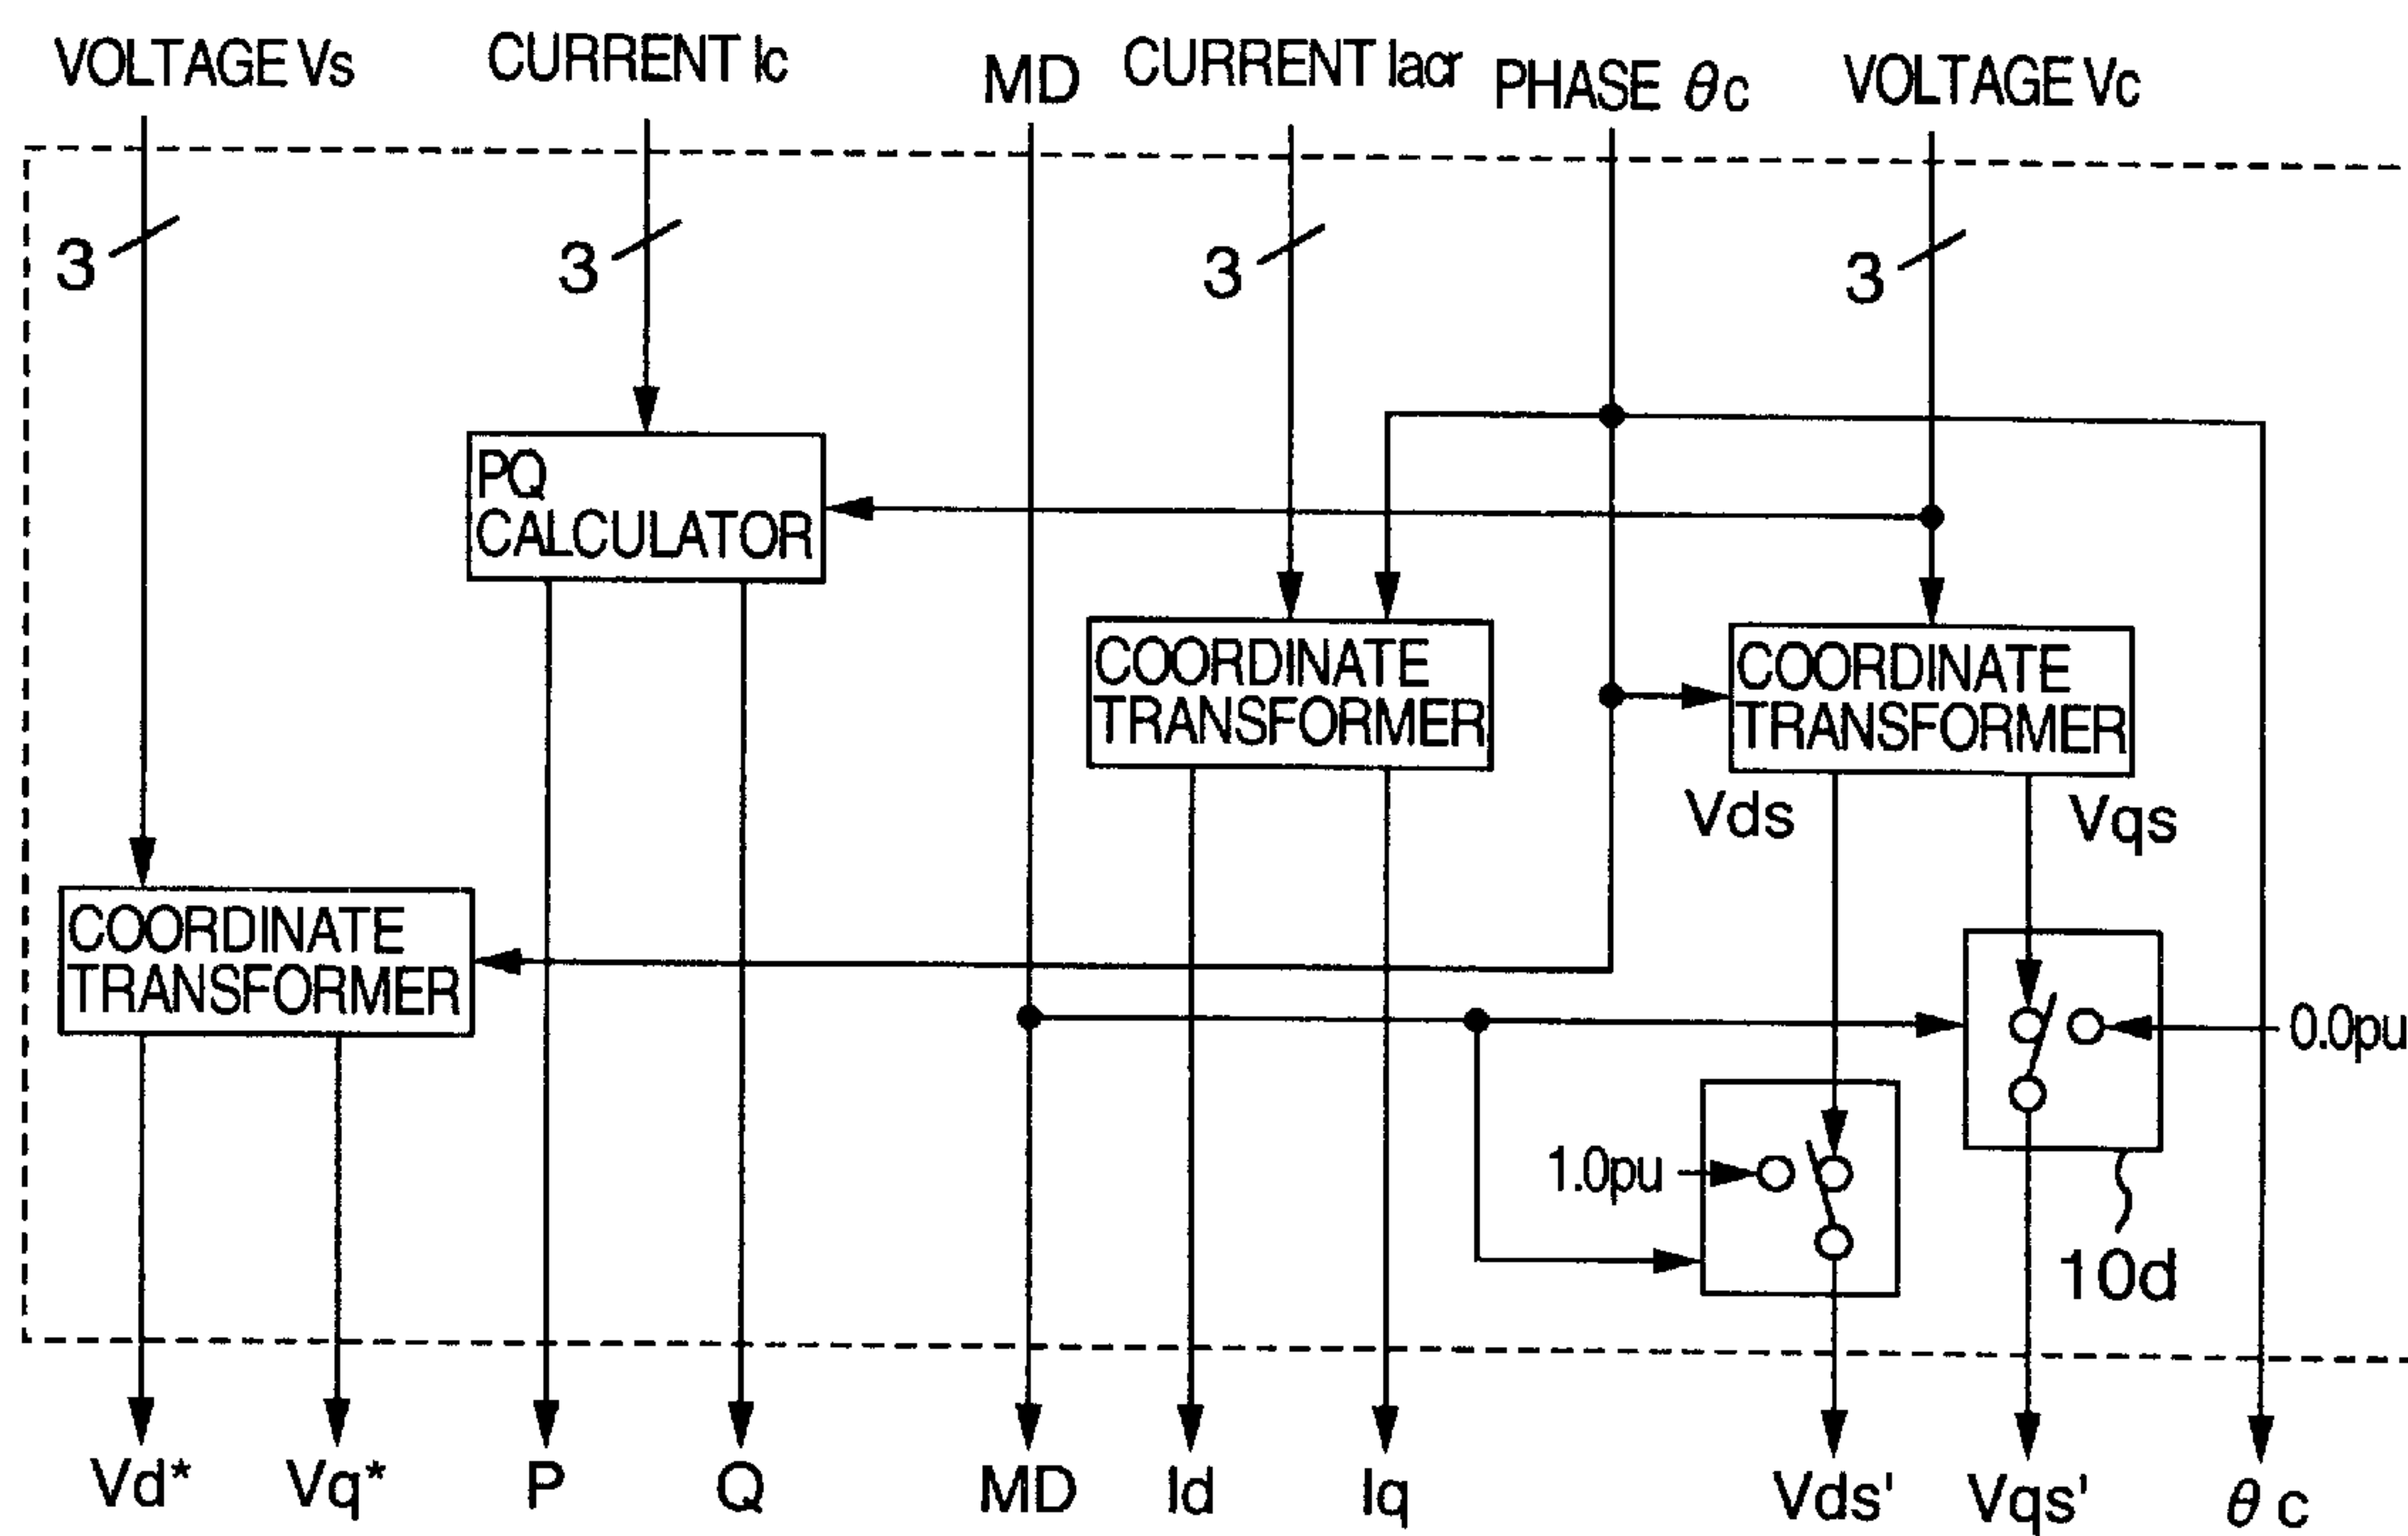 VOLTAGE Vs
CURRENT Ic
MD
CURRENT Iacr
PHASE θc
VOLTAGE Vc
3
3
3
3
PQ
CALCULATOR
COORDINATE
TRANSFORMER
COORDINATE
TRANSFORMER
Vds
Vqs
COORDINATE
TRANSFORMER
0.0pu
1.0pu
10d
Vd*
Vq*
P
Q
MD
Id
Iq
Vds'
Vqs'
θc